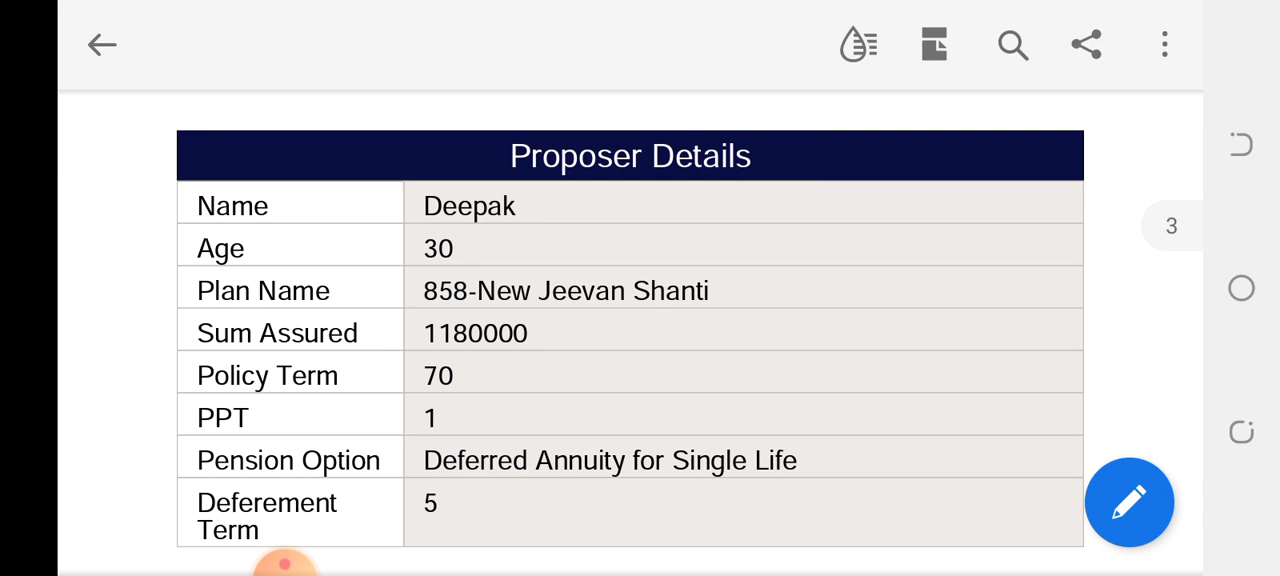 Proposer Details
Name Deepak
Age 30
3
Plan Name 858-New Jeevan Shanti
Sum Assured 1180000
Policy Term 70
PPT 1
Pension Option Deferred Annuity for Single Life
Deferement 5
Term